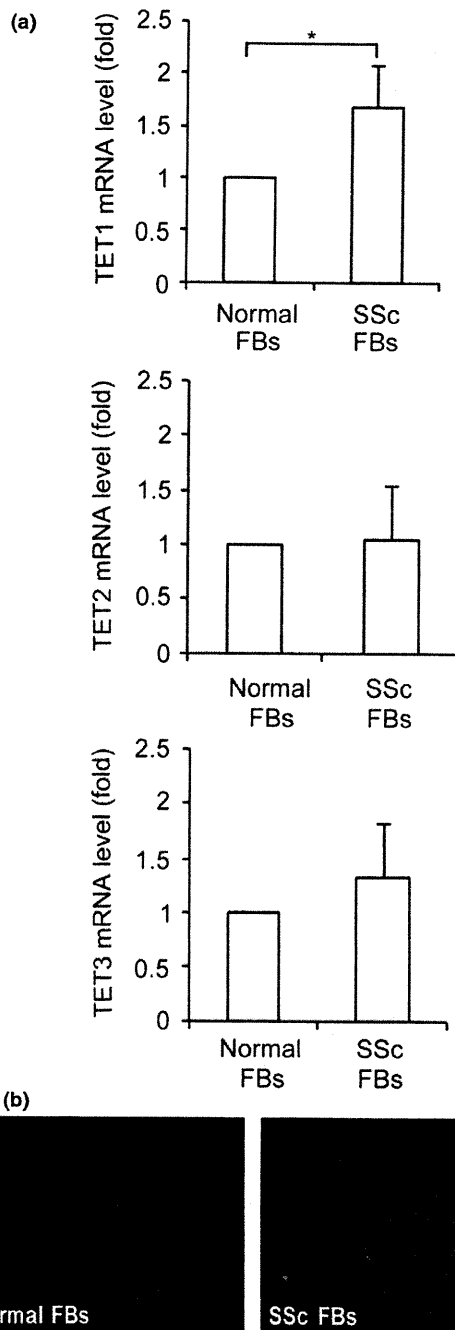 (a)
TET1 mRNA level (fold)
2.5
2
1.5
1
0.5
0
*
Normal
FBs
SSc
FBs
TET2 mRNA level (fold)
2.5
2
1.5
1
0.5
0
Normal
FBs
SSc
FBs
TET3 mRNA level (fold)
2.5
2
1.5
1
0.5
0
Normal
FBs
SSc
FBs
(b)
rmal FBs
SSc FBs